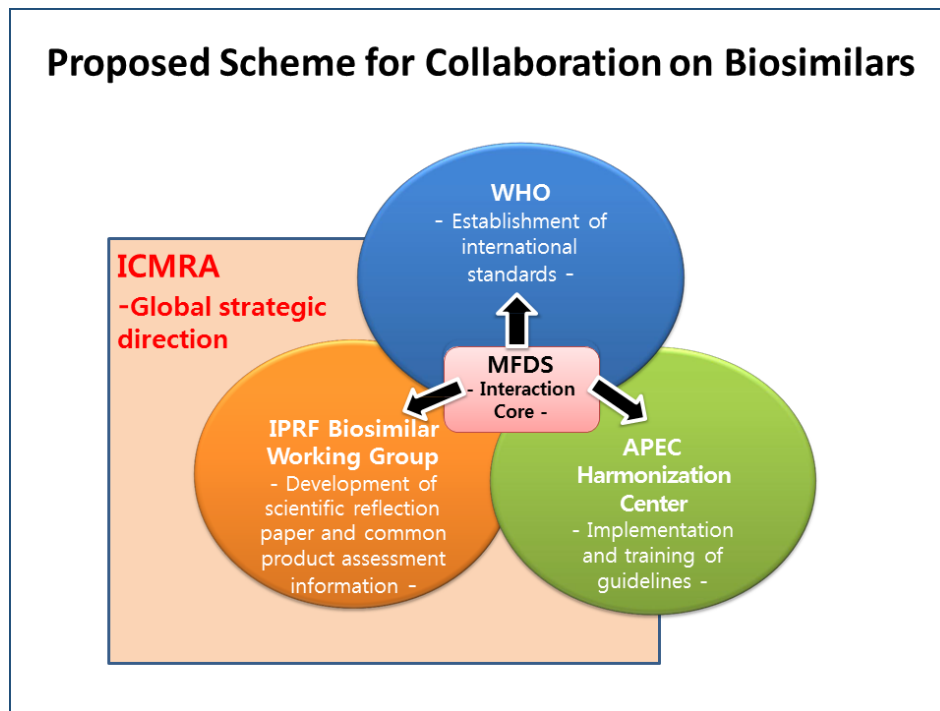 Proposed Scheme for Collaboration on Biosimilars
WHO
- Establishment of
international
standards -
ICMRA
-Global strategic
direction
MFDS
- Interaction
Core -
IPRF Biosimilar
Working Group
- Development of
scientific reflection
paper and common
product assessment
information -
APEC
Harmonization
Center
- Implementation
and training of
guidelines -